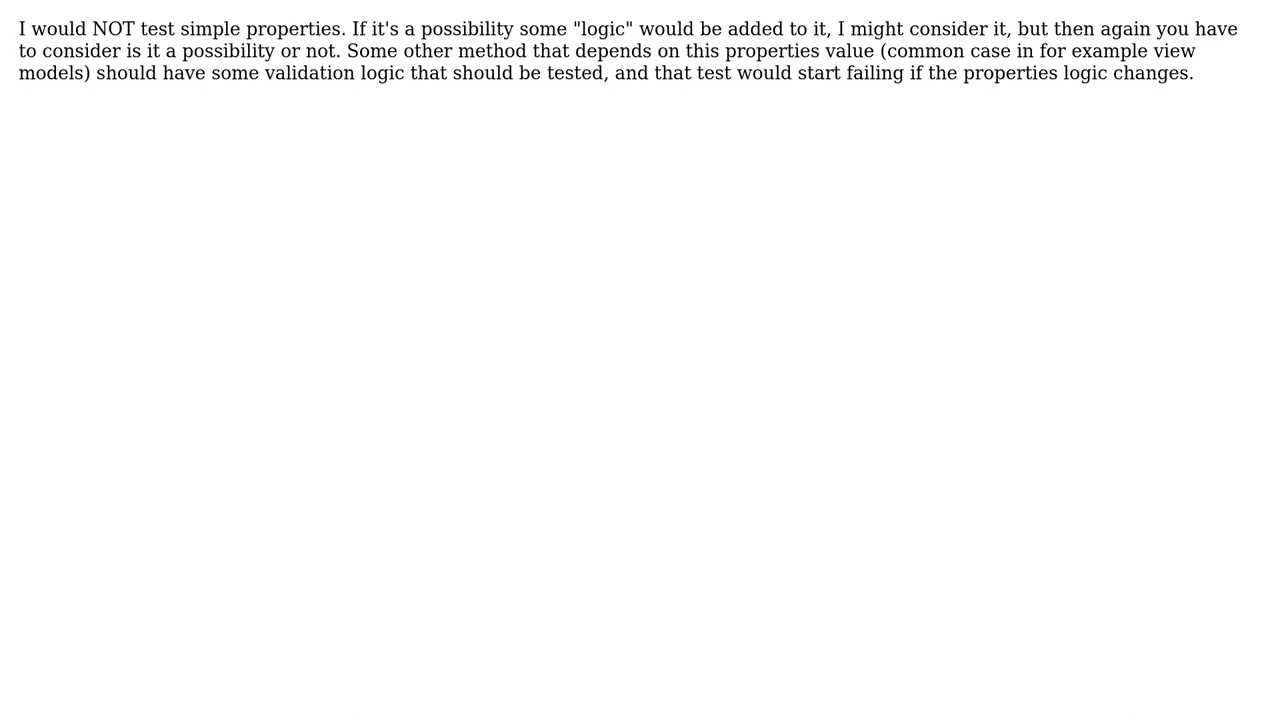 I would NOT test simple properties. If it's a possibility some "logic" would be added to it, I might consider it, but then again you have
to consider is it a possibility or not. Some other method that depends on this properties value (common case in for example view
models) should have some validation logic that should be tested, and that test would start failing if the properties logic changes.